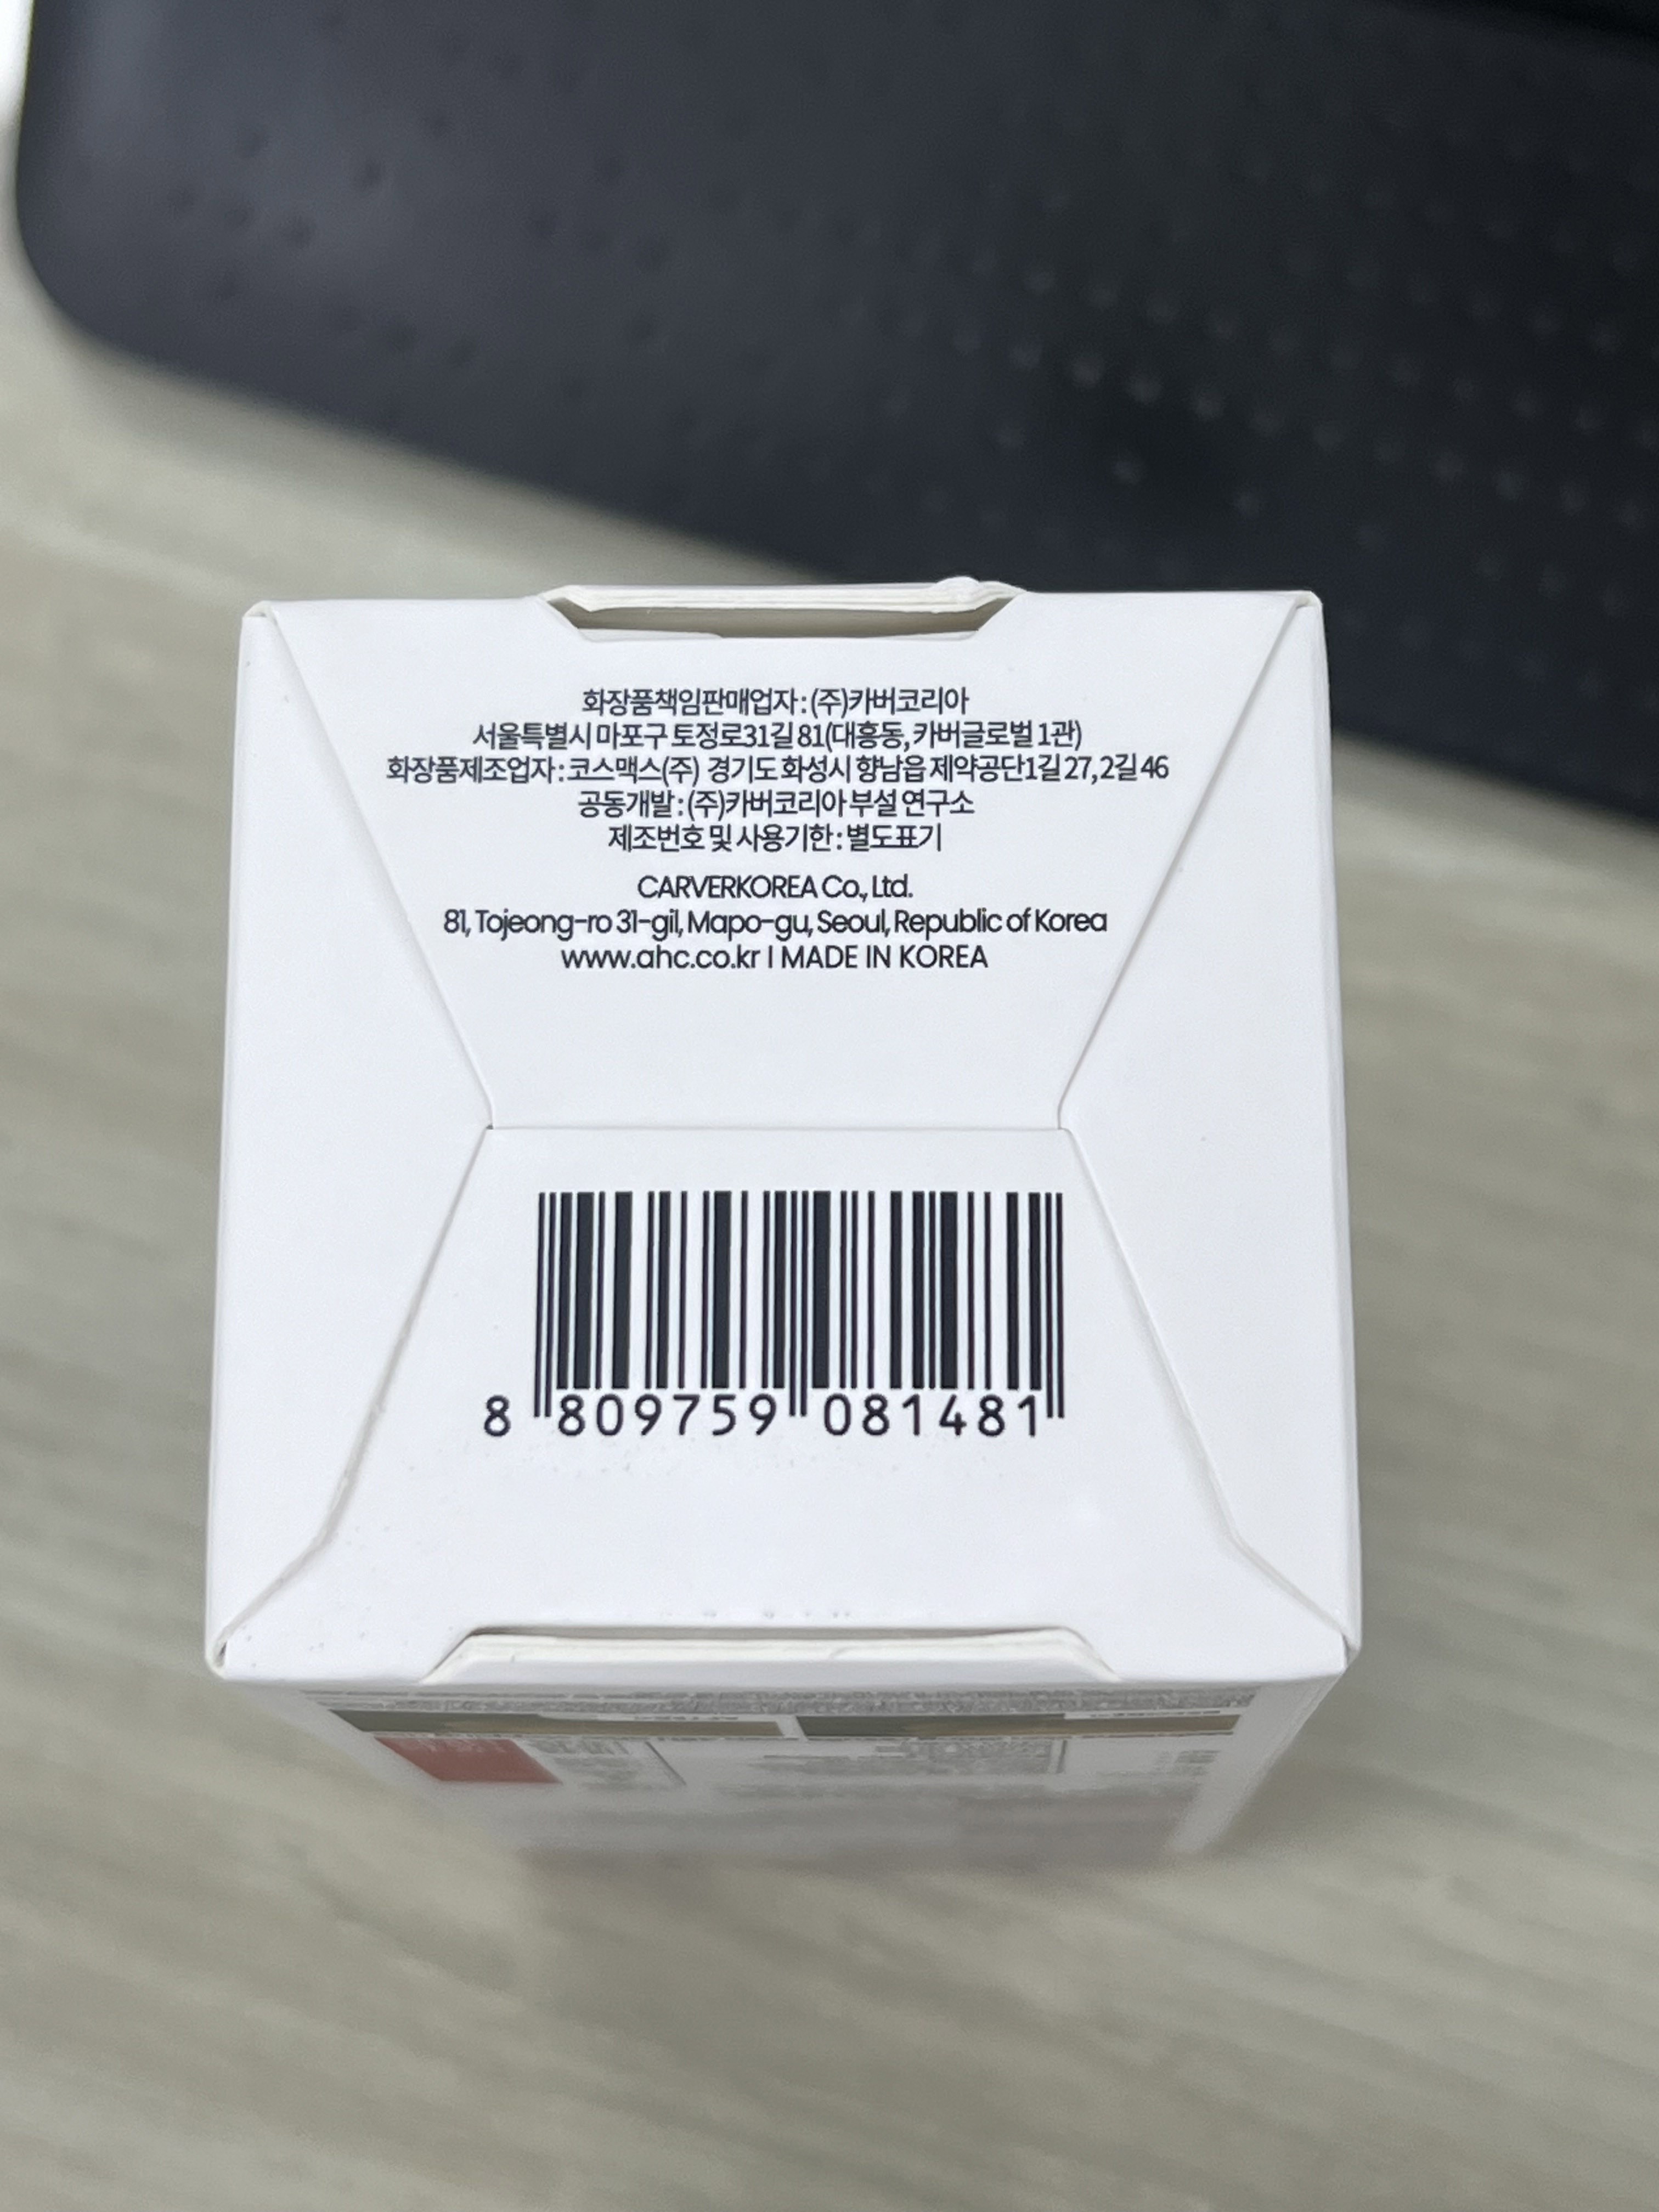 화장품책임판매업자 : (주)카버코리아
서울특별시 마포구 토정로31길 81(대흥동, 카버글로벌 1관)
화장품제조업자 : 코스맥스(주) 경기도 화성시 향남읍 제약공단1길 27, 2길 46
공동개발 : (주)카버코리아 부설 연구소
제조번호 및 사용기한 : 별도표기
CARVERKOREA Co., Ltd.
81, Tojeong-ro 31-gil, Mapo-gu, Seoul, Republic of Korea
www.ahc.co.kr I MADE IN KOREA
8 809759 081481